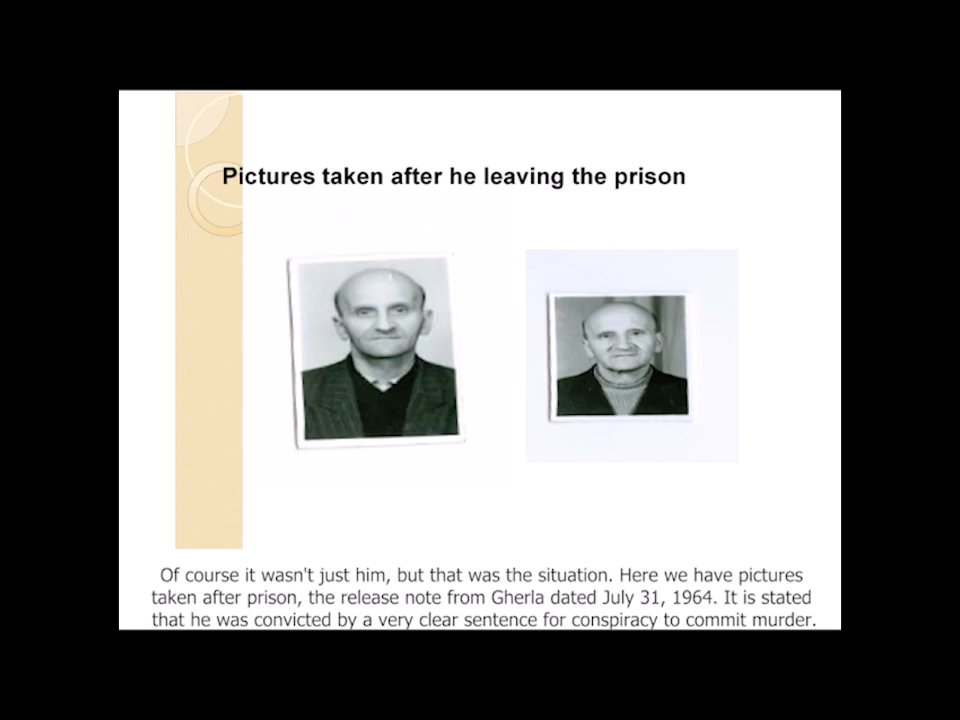 Pictures taken after he leaving the prison
Of course it wasn't just him, but that was the situation. Here we have pictures
taken after prison, the release note from Gherla dated July 31, 1964. It is stated
that he was convicted by a very clear sentence for conspiracy to commit murder.